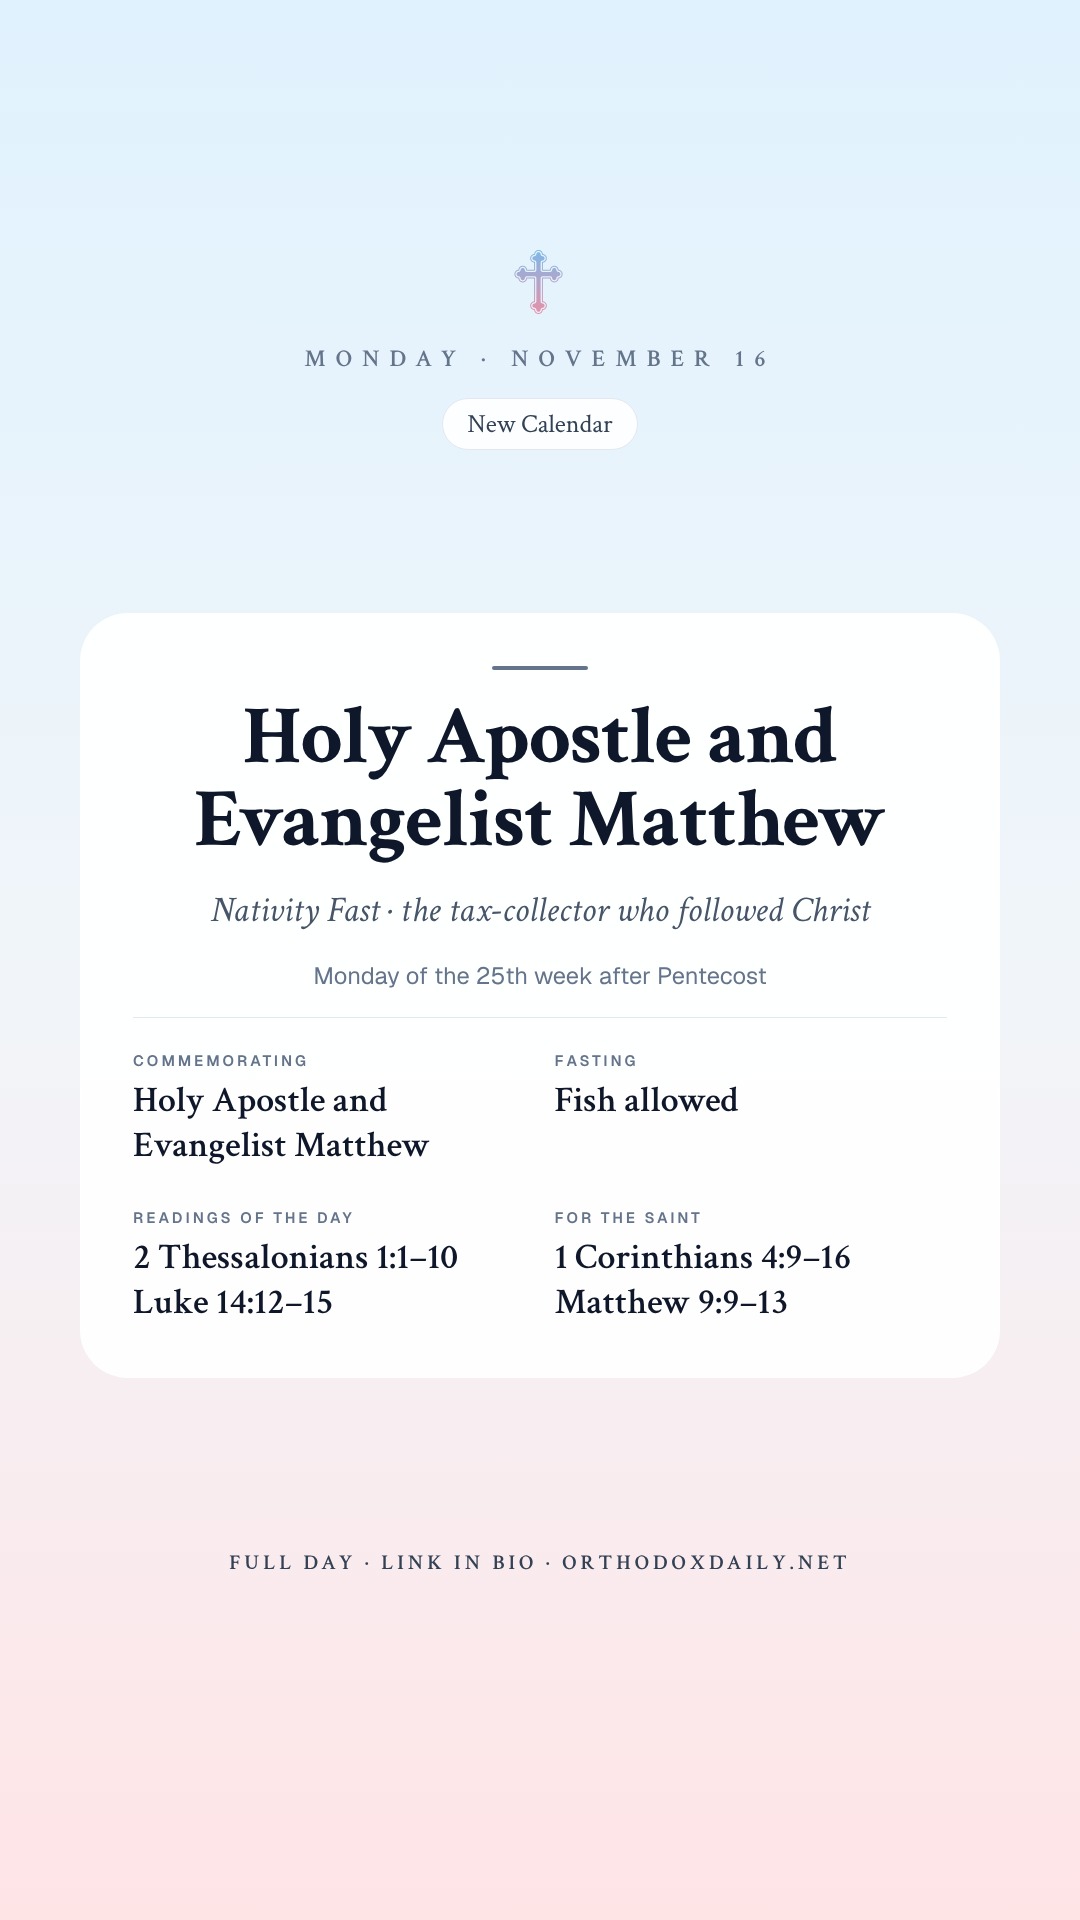 MONDAY · NOVEMBER 16
New Calendar
Holy Apostle and
Evangelist Matthew
Nativity Fast · the tax-collector who followed Christ
Monday of the 25th week after Pentecost
COMMEMORATING
Holy Apostle and
Evangelist Matthew
FASTING
Fish allowed
READINGS OF THE DAY
2 Thessalonians 1:1–10
Luke 14:12–15
FOR THE SAINT
1 Corinthians 4:9–16
Matthew 9:9–13
FULL DAY · LINK IN BIO · ORTHODOXDAILY.NET